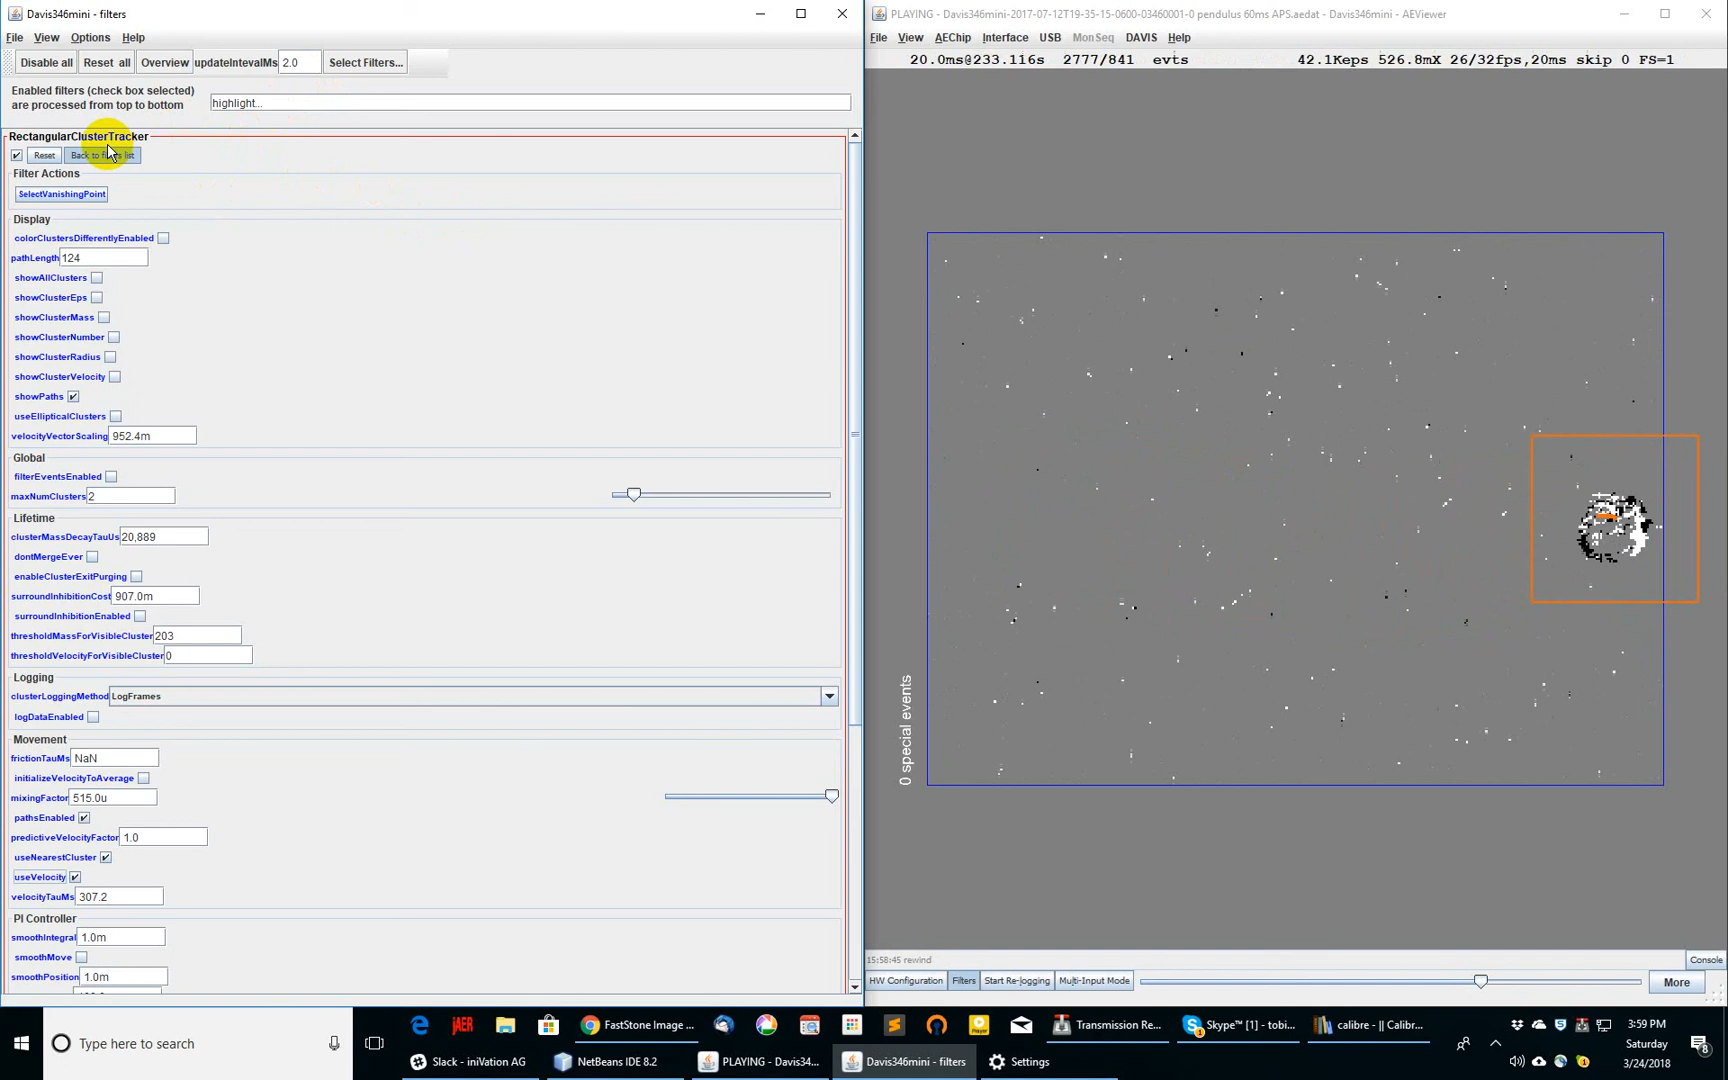 Davis346mini - filters
File View Options Help
Disable all Reset all Overview updateIntevalMs 2.0 Select Filters...
Enabled filters (check box selected)
are processed from top to bottom
highlight...
RectangularClusterTracker
Reset Back to filters list
Filter Actions
SelectVanishingPoint
Display
colorClustersDifferentlyEnabled
pathLength 124
showAllClusters
showClusterEps
showClusterMass
showClusterNumber
showClusterRadius
showClusterVelocity
showPaths
useEllipticalClusters
velocityVectorScaling 952.4m
Global
filterEventsEnabled
maxNumClusters 2
Lifetime
clusterMassDecayTauUs 20,889
dontMergeEver
enableClusterExitPurging
surroundInhibitionCost 907.0m
surroundInhibitionEnabled
thresholdMassForVisibleCluster 203
thresholdVelocityForVisibleCluster 0
Logging
clusterLoggingMethod LogFrames
logDataEnabled
Movement
frictionTauMs NaN
initializeVelocityToAverage
mixingFactor 515.0u
pathsEnabled
predictiveVelocityFactor 1.0
useNearestCluster
useVelocity
velocityTauMs 307.2
PI Controller
smoothIntegral 1.0m
smoothMove
smoothPosition 1.0m
PLAYING - Davis346mini-2017-07-12T19-35-15-0600-03460001-0 pendulus 60ms APS.aedat - Davis346mini - AEViewer
File View AEChip Interface USB MonSeq DAVIS Help
20.0ms@233.116s 2777/841 evts 42.1Keps 526.8mX 26/32fps,20ms skip 0 FS=1
0 special events
15:58:45 rewind
Console
HW Configuration Filters Start Re-logging Multi-Input Mode More
Type here to search
jAER
FastStone Image ...
Player
Transmission Re...
Skype™ [1] - tobi...
calibre - || Calibr...
Slack - iniVation AG
NetBeans IDE 8.2
PLAYING - Davis34...
Davis346mini - filters
Settings
3:59 PM
Saturday
3/24/2018
8